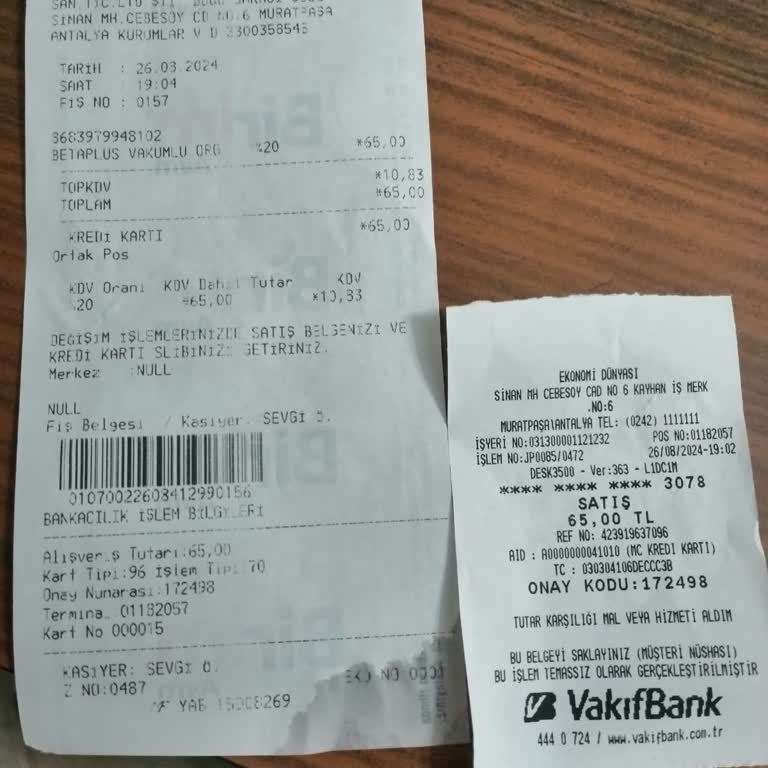 SİNAN MH.CEBESOY CD NO:6 MURATPAŞA
ANTALYA KURUMLAR V D 3300358545
TARİH : 26.08.2024
SAAT : 19:04
FİŞ NO : 0157
8683979948102
BETAPLUS VAKUMLU ORG %20 *65,00
TOPKDV *10,83
TOPLAM *65,00
KREDİ KARTI *65,00
Ortak Pos
KDV Oranı KDV Dahil Tutar KDV
%20 *65,00 *10,83
DEĞİŞİM İŞLEMLERİNİZDE SATIŞ BELGENİZİ VE
KREDİ KARTI SLİBİNİZİ GETİRİNİZ.
Merkez :NULL
NULL
Fiş Belgesi / Kasiyer: SEVGİ Ö.
01070022608412990156
BANKACILIK İŞLEM BİLGİLERİ
Alışveriş Tutarı:65,00
Kart Tipi:96 İşlem Tipi:70
Onay Numarası:172498
Terminal 01182057
Kart No 000015
KASİYER: SEVGİ Ö.
Z NO:0487 EKÜ NO 0001
MF YAB 15008269
EKONOMİ DÜNYASI
SİNAN MH CEBESOY CAD NO 6 KAYHAN İŞ MERK
.NO:6
MURATPAŞA\ANTALYA TEL: (0242) 1111111
İŞYERİ NO:031300001121232 POS NO:01182057
İŞLEM NO:JP0085/0472 26/08/2024-19:02
DESK3500 - Ver:363 - L1DC1M
**** **** **** 3078
SATIŞ
65,00 TL
REF NO: 423919637096
AID : A0000000041010 (MC KREDI KARTI)
TC : 030304106DECCC3B
ONAY KODU:172498
TUTAR KARŞILIĞI MAL VEYA HİZMETİ ALDIM
BU BELGEYİ SAKLAYINIZ (MÜŞTERİ NÜSHASI)
BU İŞLEM TEMASSIZ OLARAK GERÇEKLEŞTİRİLMİŞTİR
VakıfBank
444 0 724 / www.vakifbank.com.tr